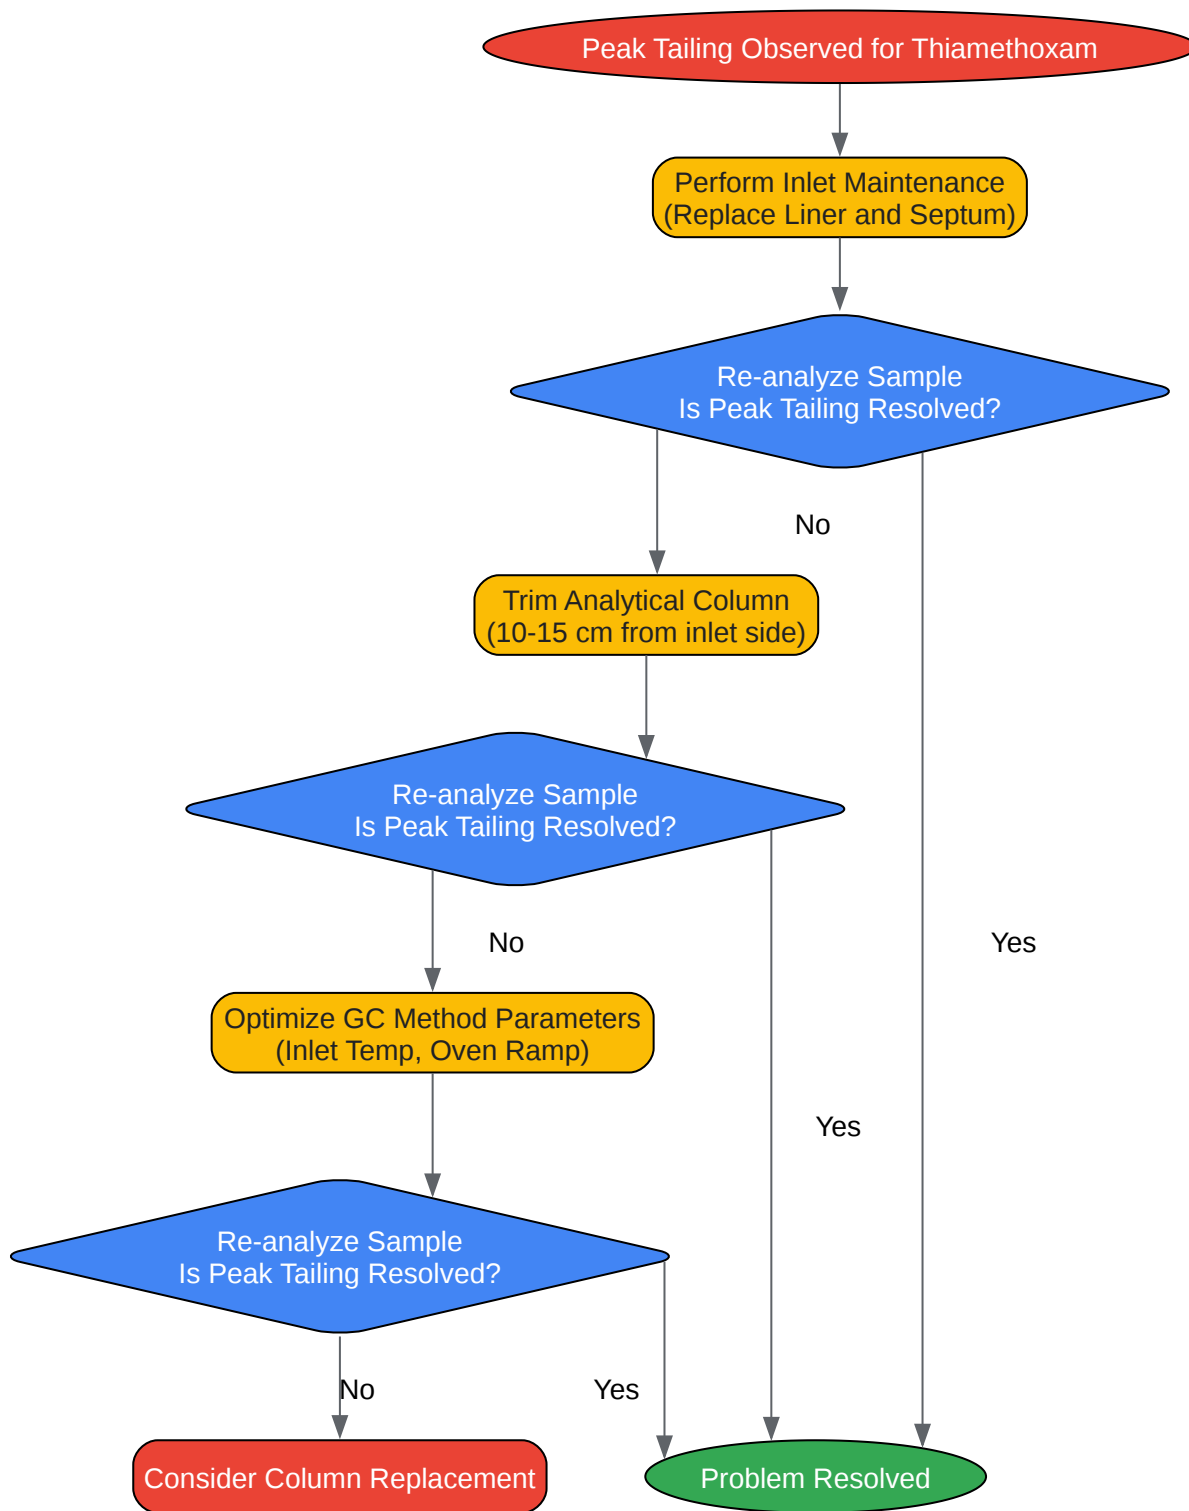 Peak Tailing Observed for Thiamethoxam
Perform Inlet Maintenance
(Replace Liner and Septum)
Re-analyze Sample
Is Peak Tailing Resolved?
No
Trim Analytical Column
(10-15 cm from inlet side)
Re-analyze Sample
Is Peak Tailing Resolved?
No
Yes
Optimize GC Method Parameters
(Inlet Temp, Oven Ramp)
Yes
Re-analyze Sample
Is Peak Tailing Resolved?
No
Yes
Consider Column Replacement
Problem Resolved